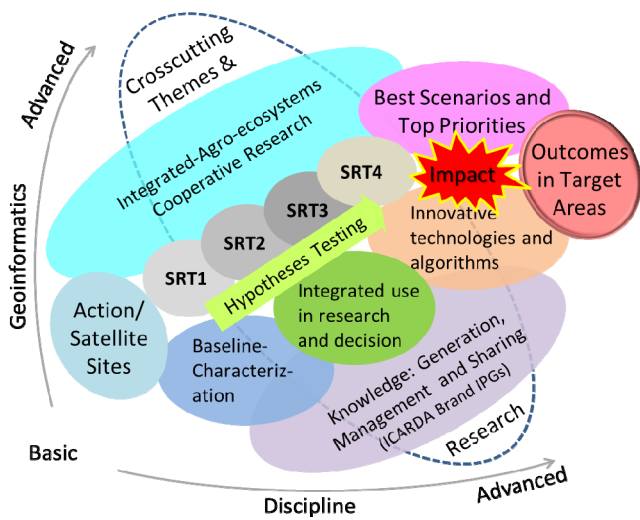 Advanced
Geoinformatics
Basic
Discipline
Advanced
Crosscutting
Themes &
Research
Integrated-Agro-ecosystems
Cooperative Research
Best Scenarios and
Top Priorities
Impact
Outcomes
in Target
Areas
SRT4
SRT3
SRT2
SRT1
Hypotheses Testing
Innovative
technologies and
algorithms
Action/
Satellite
Sites
Integrated use
in research
and decision
Baseline-
Characteriz-
ation
Knowledge: Generation,
Management and Sharing
(ICARDA Brand IPGs)